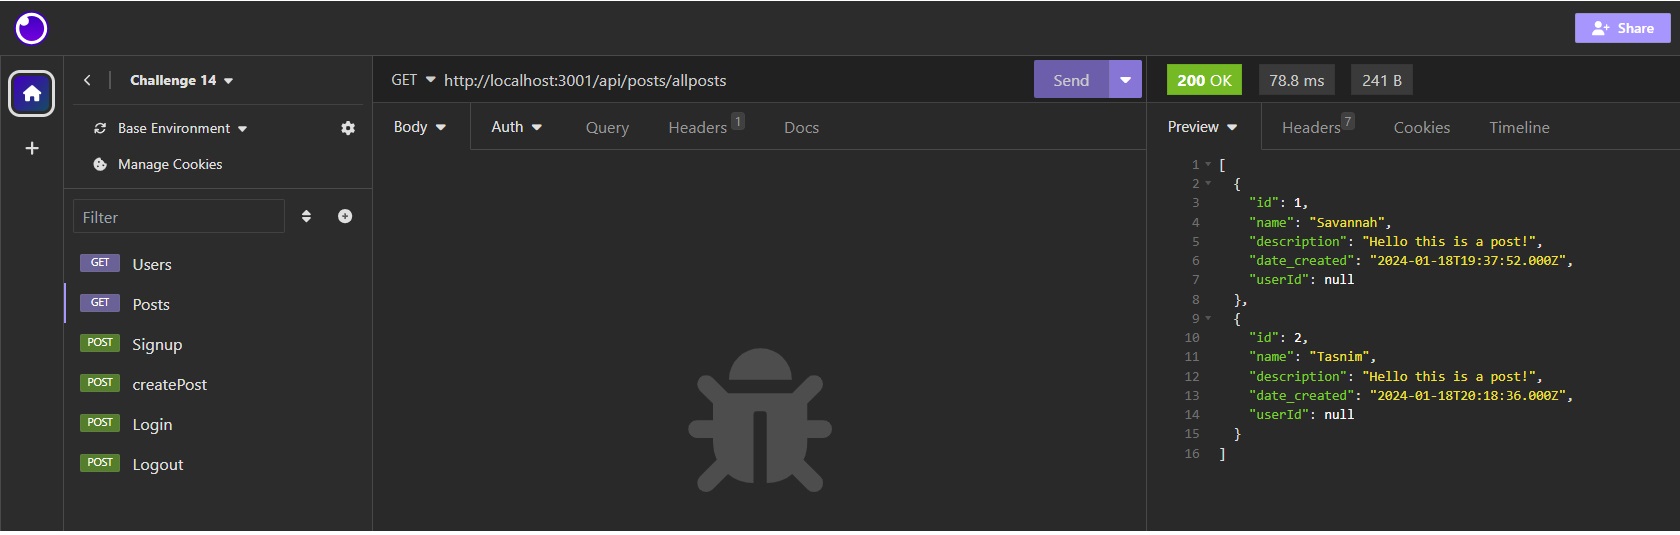 Share
Challenge 14
Base Environment
Manage Cookies
Filter
GET Users
GET Posts
POST Signup
POST createPost
POST Login
POST Logout
GET http://localhost:3001/api/posts/allposts Send
Body Auth Query Headers 1 Docs
200 OK 78.8 ms 241 B
Preview Headers 7 Cookies Timeline
1 [
2 {
3 "id": 1,
4 "name": "Savannah",
5 "description": "Hello this is a post!",
6 "date_created": "2024-01-18T19:37:52.000Z",
7 "userId": null
8 },
9 {
10 "id": 2,
11 "name": "Tasnim",
12 "description": "Hello this is a post!",
13 "date_created": "2024-01-18T20:18:36.000Z",
14 "userId": null
15 }
16 ]